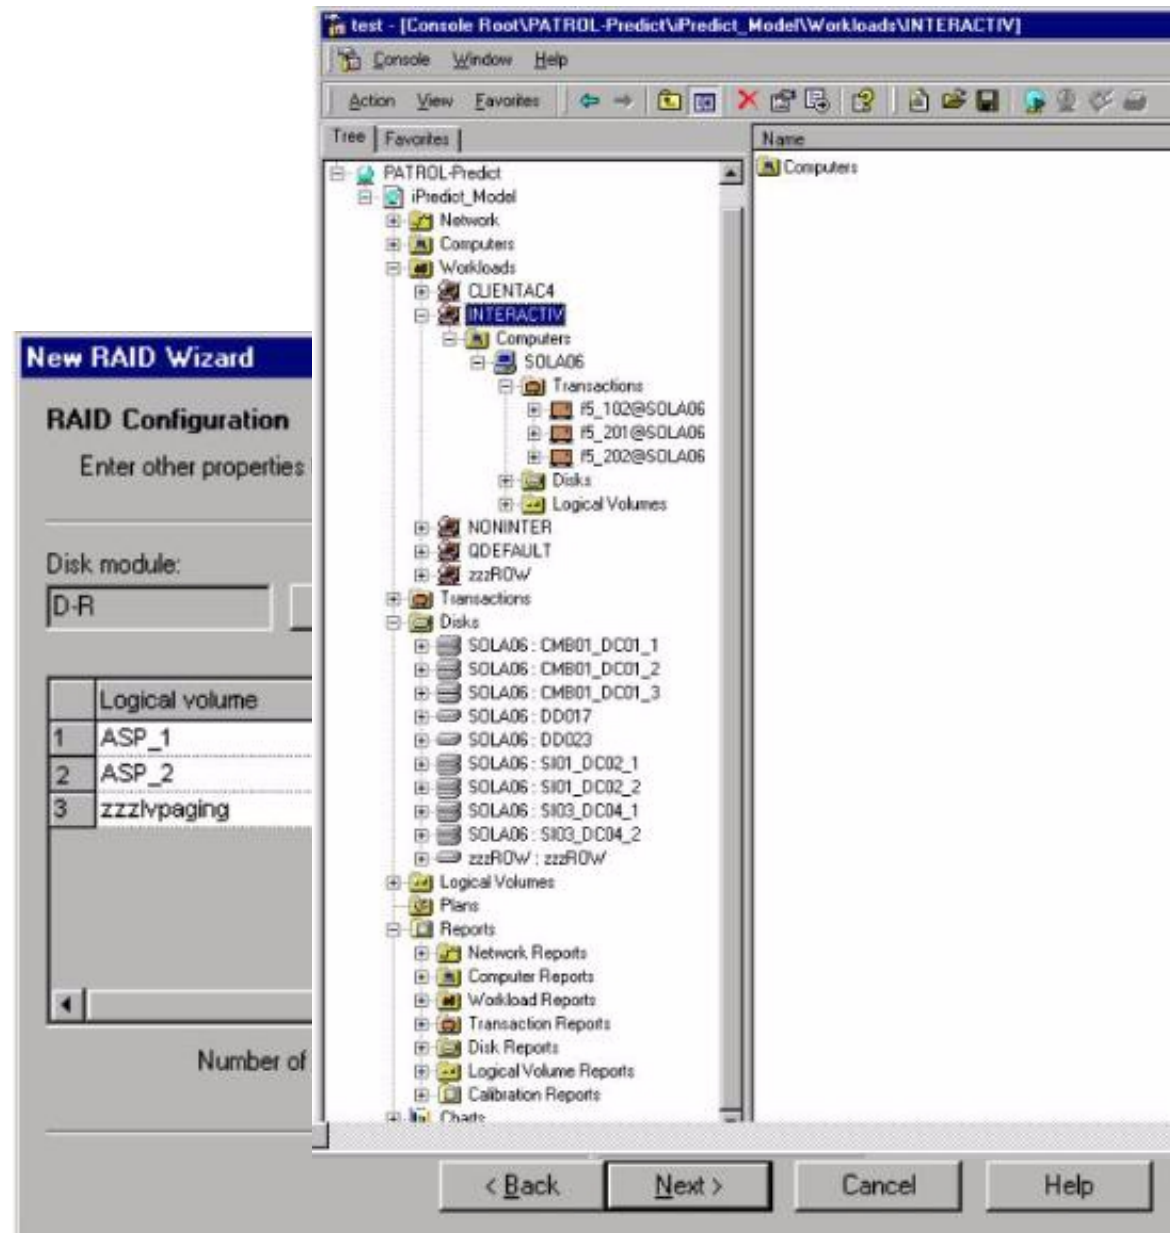 test - [Console Root\PATROL-Predict\iPredict_Model\Workloads\INTERACTIV]
Console Window Help
Action View Favorites
Tree Favorites
Name
Computers
PATROL-Predict
iPredict_Model
Network
Computers
Workloads
CLIENTAC4
INTERACTIV
Computers
SOLA06
Transactions
f5_102@SOLA06
f5_201@SOLA06
f5_202@SOLA06
Disks
Logical Volumes
NONINTER
QDEFAULT
zzzROW
Transactions
Disks
SOLA06 : CMB01_DC01_1
SOLA06 : CMB01_DC01_2
SOLA06 : CMB01_DC01_3
SOLA06 : DD017
SOLA06 : DD023
SOLA06 : SI01_DC02_1
SOLA06 : SI01_DC02_2
SOLA06 : SI03_DC04_1
SOLA06 : SI03_DC04_2
zzzROW : zzzROW
Logical Volumes
Plans
Reports
Network Reports
Computer Reports
Workload Reports
Transaction Reports
Disk Reports
Logical Volume Reports
Calibration Reports
Charts
New RAID Wizard
RAID Configuration
Enter other properties
Disk module:
D-R
Logical volume
1 ASP_1
2 ASP_2
3 zzzlvpaging
Number of
< Back Next > Cancel Help